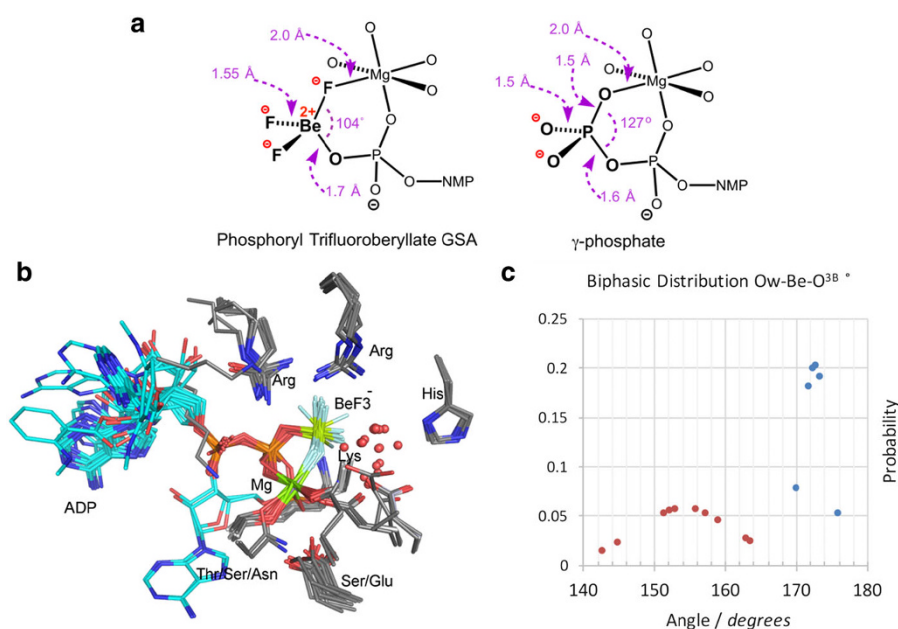 a
2.0 Å
O
O
Mg
O
O
1.55 Å
⊖
F
O
⊖
F
2+
Be
104°
⊖
F
O
P
O
NMP
O
⊖
1.7 Å
Phosphoryl Trifluoroberyllate GSA
2.0 Å
O
1.5 Å
O
Mg
O
O
1.5 Å
O
O
⊖
O
P
127°
⊖
O
O
P
O
NMP
O
⊖
1.6 Å
γ-phosphate
b
Arg
Arg
His
BeF3-
Lys
Mg
ADP
Thr/Ser/Asn
Ser/Glu
c
Biphasic Distribution Ow-Be-O3B °
0.25
0.2
0.15
0.1
0.05
0
Probability
140 150 160 170 180
Angle / degrees